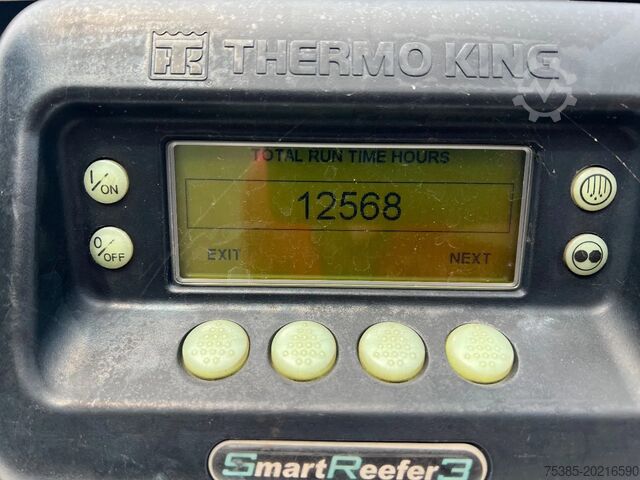 THERMO KING
TOTAL RUN TIME HOURS
12568
EXIT NEXT
I/ON
0/OFF
SmartReefer3
75385-20216590